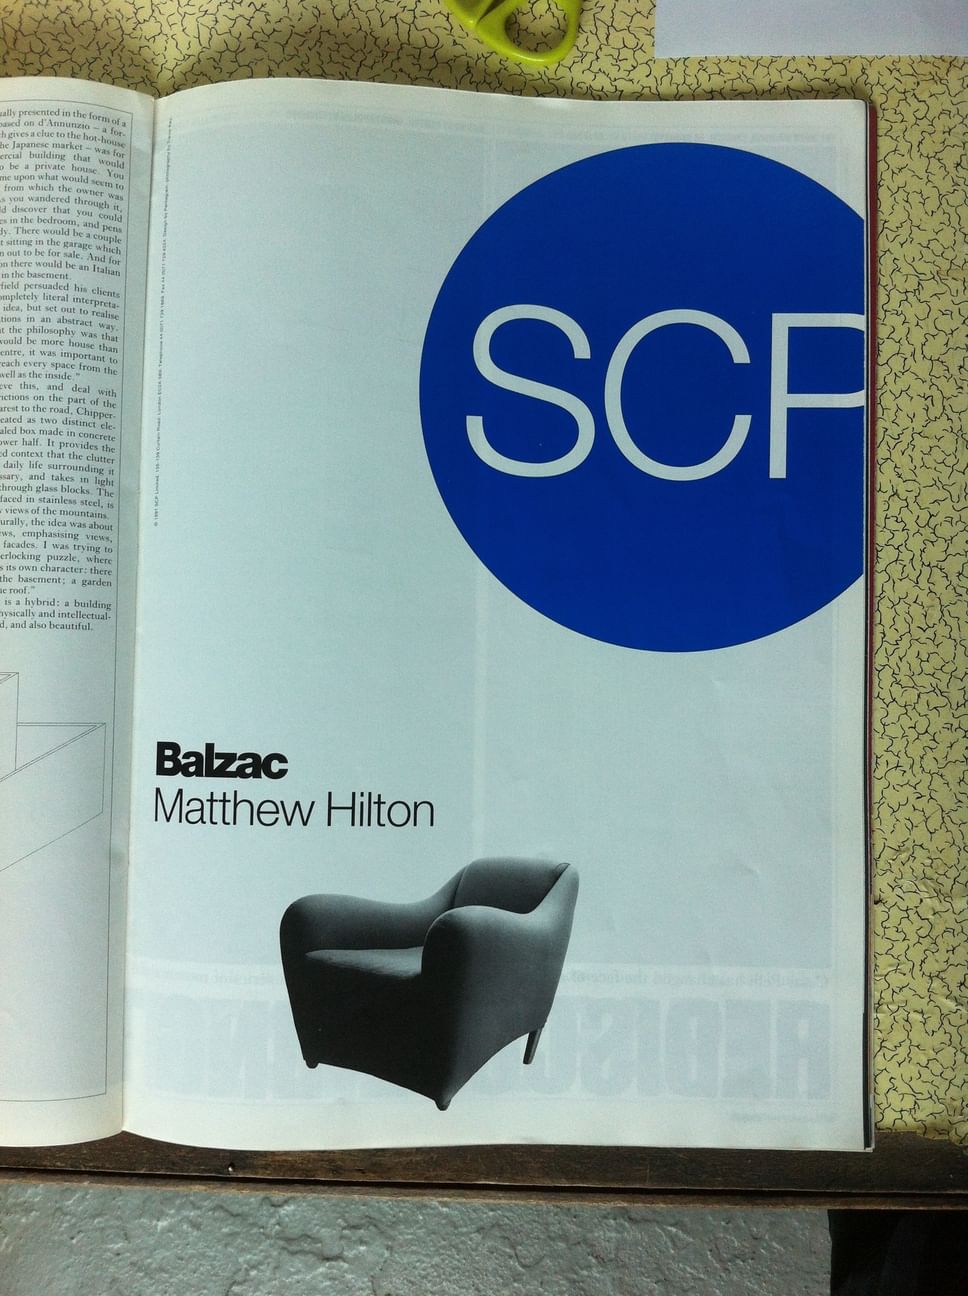 ually presented in the form of a
based on d'Annunzio – a for-
ch gives a clue to the hot-house
he Japanese market – was for
ercial building that would
o be a private house. You
me upon what would seem to
from which the owner was
s you wandered through it,
ld discover that you could
es in the bedroom, and pens
dy. There would be a couple
t sitting in the garage which
n out to be for sale. And for
on there would be an Italian
in the basement.
field persuaded his clients
ompletely literal interpreta-
idea, but set out to realise
tions in an abstract way.
at the philosophy was that
would be more house than
entre, it was important to
reach every space from the
well as the inside."
eve this, and deal with
ictions on the part of the
arest to the road, Chipper-
eated as two distinct ele-
aled box made in concrete
ower half. It provides the
ed context that the clutter
daily life surrounding it
ssary, and takes in light
through glass blocks. The
faced in stainless steel, is
views of the mountains.
urally, the idea was about
ews, emphasising views,
facades. I was trying to
erlocking puzzle, where
s its own character: there
the basement; a garden
e roof."
is a hybrid: a building
hysically and intellectual-
d, and also beautiful.
SCP
Balzac
Matthew Hilton